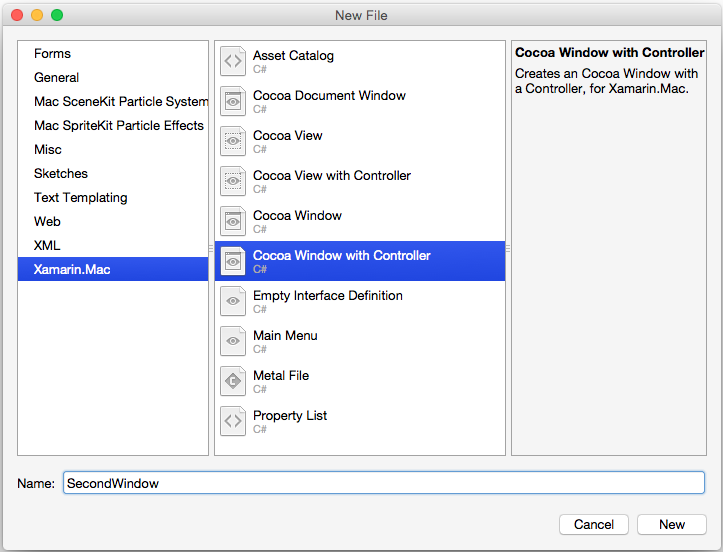 New File
Forms
General
Mac SceneKit Particle System
Mac SpriteKit Particle Effects
Misc
Sketches
Text Templating
Web
XML
Xamarin.Mac
Asset Catalog
C#
Cocoa Document Window
C#
Cocoa View
C#
Cocoa View with Controller
C#
Cocoa Window
C#
Cocoa Window with Controller
C#
Empty Interface Definition
C#
Main Menu
C#
Metal File
C#
Property List
C#
Cocoa Window with Controller
Creates an Cocoa Window with
a Controller, for Xamarin.Mac.
Name: SecondWindow
Cancel New